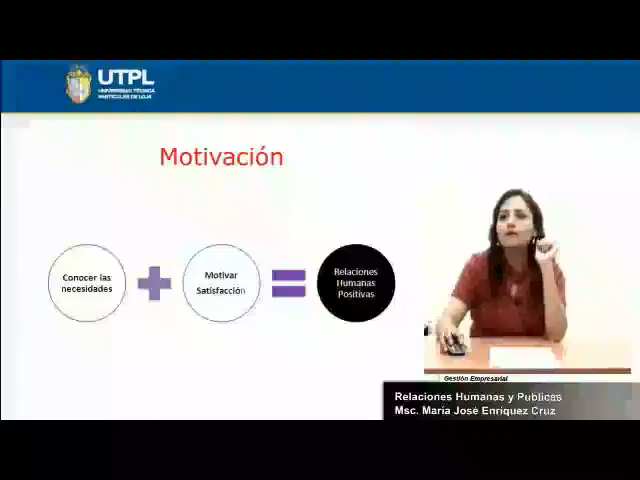 UTPL
UNIVERSIDAD TÉCNICA
PARTICULAR DE LOJA
Motivación
Conocer las
necesidades
Motivar
Satisfacción
Relaciones
Humanas
Positivas
Gestión Empresarial
Relaciones Humanas y Publicas
Msc. María José Enríquez Cruz